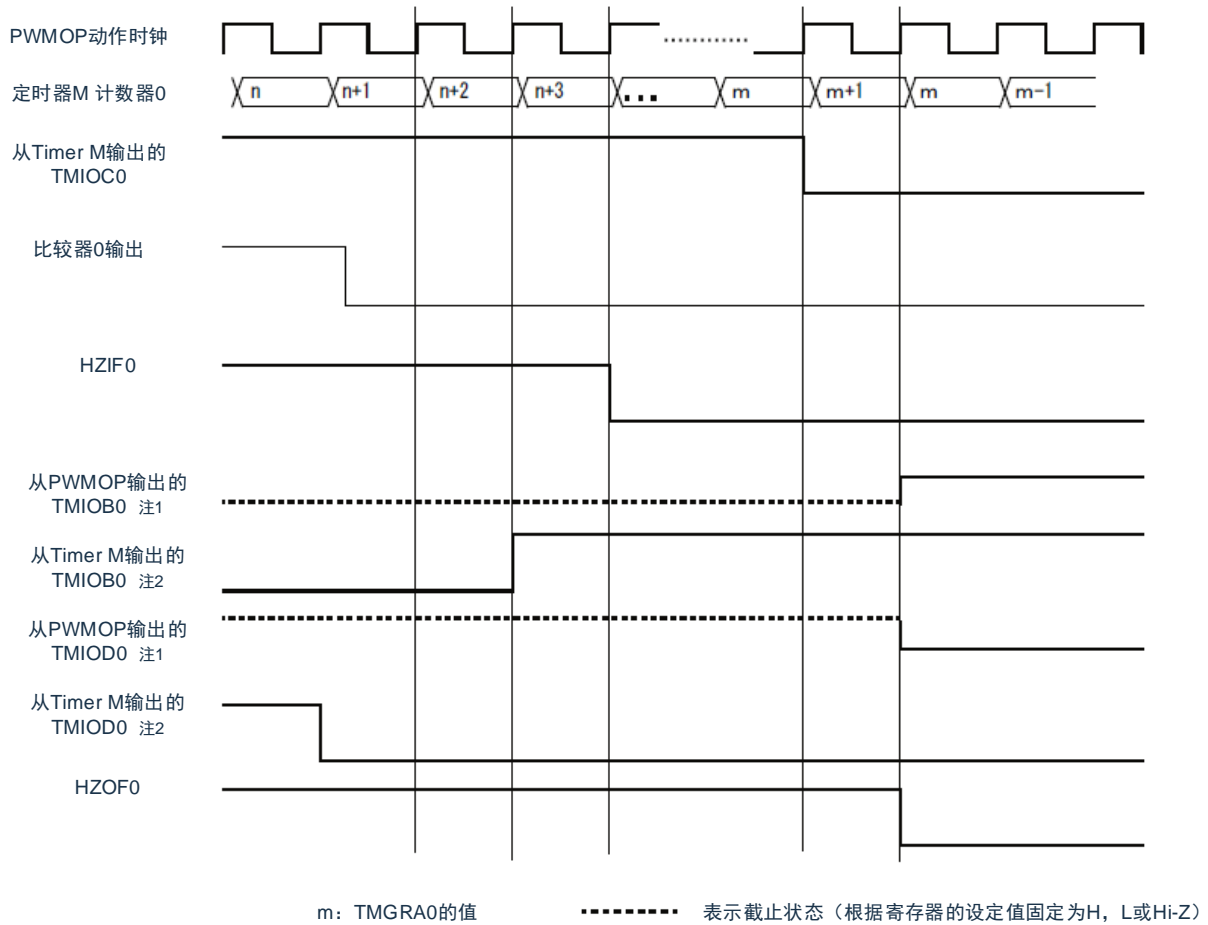 PWMOP动作时钟
定时器M 计数器0
n
n+1
n+2
n+3
...
m
m+1
m
m-1
从Timer M输出的
TMIOC0
比较器0输出
HZIF0
从PWMOP输出的
TMIOB0 注1
从Timer M输出的
TMIOB0 注2
从PWMOP输出的
TMIOD0 注1
从Timer M输出的
TMIOD0 注2
HZOF0
m：TMGRA0的值
表示截止状态（根据寄存器的设定值固定为H，L或Hi-Z）